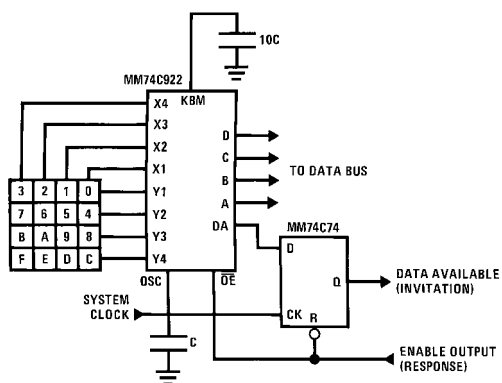 10C
MM74C922
KBM
X4
X3
X2
X1
Y1
Y2
Y3
Y4
D
C
B
A
DA
TO DATA BUS
3 2 1 0
7 6 5 4
B A 9 8
F E D C
OSC
OE
MM74C74
D
Q
CK
R
DATA AVAILABLE
(INVITATION)
SYSTEM
CLOCK
C
ENABLE OUTPUT
(RESPONSE)